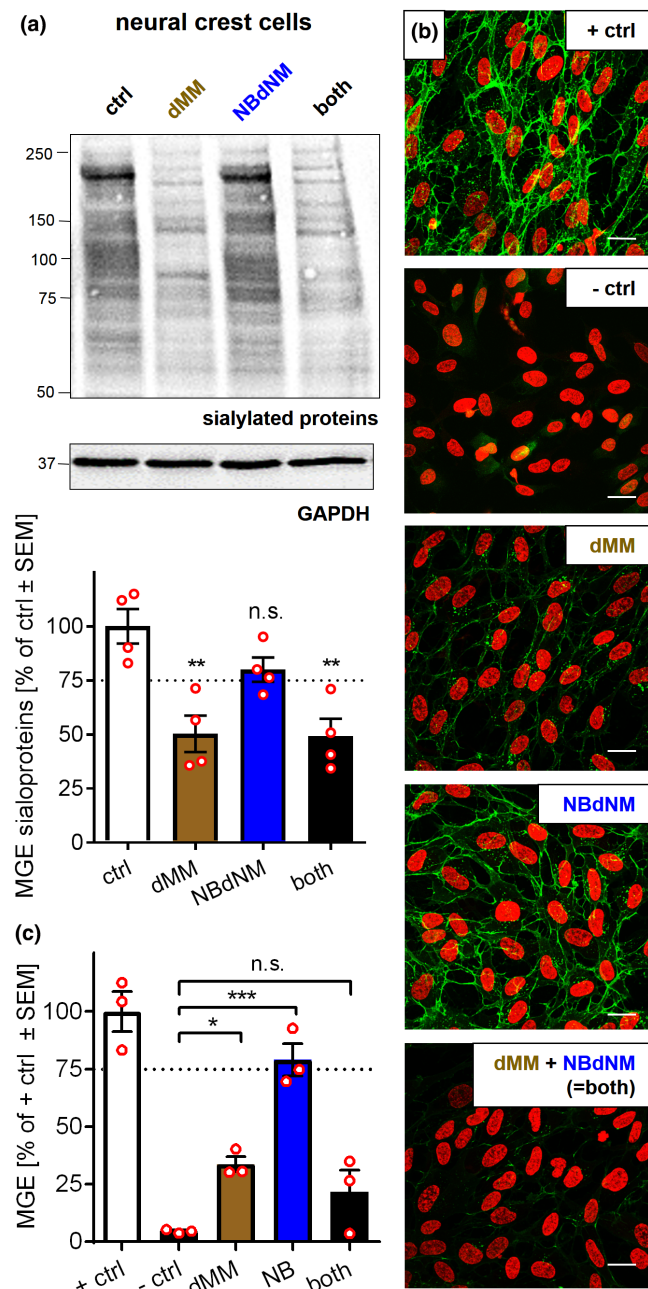 (a) neural crest cells
ctrl
dMM
NBdNM
both
250
150
100
75
50
sialylated proteins
37
GAPDH
MGE sialoproteins [% of ctrl ± SEM]
100
75
50
25
0
**
n.s.
**
ctrl
dMM
NBdNM
both
(b)
+ ctrl
- ctrl
dMM
NBdNM
dMM + NBdNM
(=both)
(c)
MGE [% of + ctrl ± SEM]
100
75
50
25
0
n.s.
***
*
+ ctrl
- ctrl
dMM
NB
both